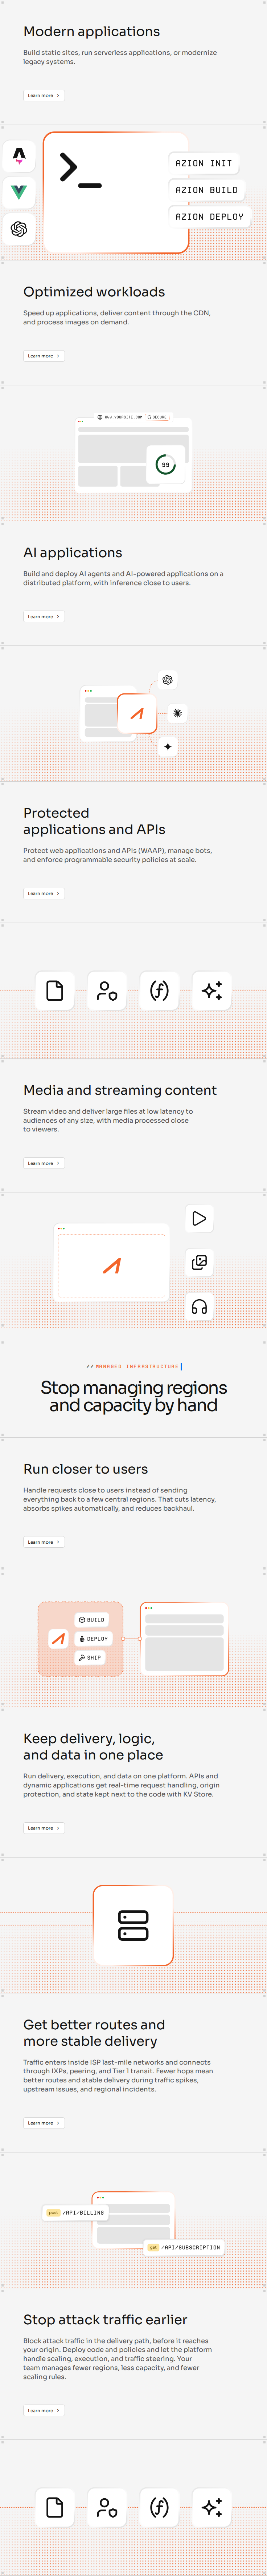 Modern applications
Build static sites, run serverless applications, or modernize
legacy systems.
Learn more
AZION INIT
AZION BUILD
AZION DEPLOY
Optimized workloads
Speed up applications, deliver content through the CDN,
and process images on demand.
Learn more
WWW.YOURSITE.COM
SECURE
99
AI applications
Build and deploy AI agents and AI-powered applications on a
distributed platform, with inference close to users.
Learn more
Protected
applications and APIs
Protect web applications and APIs (WAAP), manage bots,
and enforce programmable security policies at scale.
Learn more
Media and streaming content
Stream video and deliver large files at low latency to
audiences of any size, with media processed close
to viewers.
Learn more
// MANAGED INFRASTRUCTURE
Stop managing regions
and capacity by hand
Run closer to users
Handle requests close to users instead of sending
everything back to a few central regions. That cuts latency,
absorbs spikes automatically, and reduces backhaul.
Learn more
BUILD
DEPLOY
SHIP
Keep delivery, logic,
and data in one place
Run delivery, execution, and data on one platform. APIs and
dynamic applications get real-time request handling, origin
protection, and state kept next to the code with KV Store.
Learn more
Get better routes and
more stable delivery
Traffic enters inside ISP last-mile networks and connects
through IXPs, peering, and Tier 1 transit. Fewer hops mean
better routes and stable delivery during traffic spikes,
upstream issues, and regional incidents.
Learn more
/API/BILLING
get /API/SUBSCRIPTION
Stop attack traffic earlier
Block attack traffic in the delivery path, before it reaches
your origin. Deploy code and policies and let the platform
handle scaling, execution, and traffic steering. Your
team manages fewer regions, less capacity, and fewer
scaling rules.
Learn more